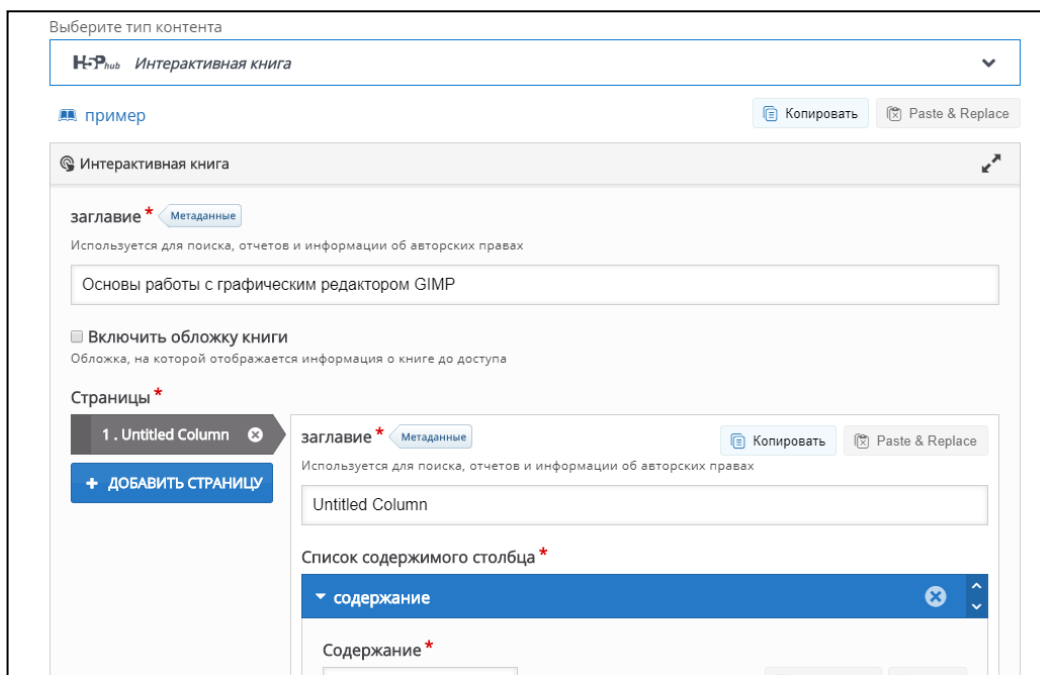 Выберите тип контента
H5Phub Интерактивная книга
пример Копировать Paste & Replace
Интерактивная книга
заглавие * Метаданные
Используется для поиска, отчетов и информации об авторских правах
Основы работы с графическим редактором GIMP
Включить обложку книги
Обложка, на которой отображается информация о книге до доступа
Страницы *
1 . Untitled Column
+ ДОБАВИТЬ СТРАНИЦУ
заглавие * Метаданные Копировать Paste & Replace
Используется для поиска, отчетов и информации об авторских правах
Untitled Column
Список содержимого столбца *
содержание
Содержание *